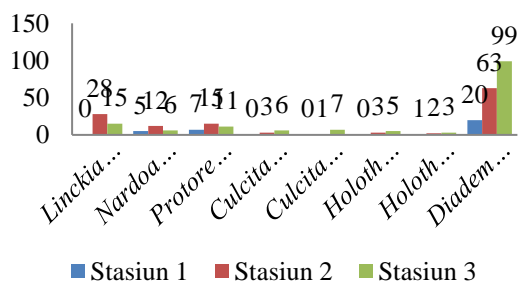 150
100
50
0
0 28 15 5 12 6 7 15 11 0 3 6 0 1 7 0 3 5 1 2 3 20 63 99
Linckia... Nardoa... Protore... Culcita... Culcita... Holoth... Holoth... Diadem...
Stasiun 1 Stasiun 2 Stasiun 3